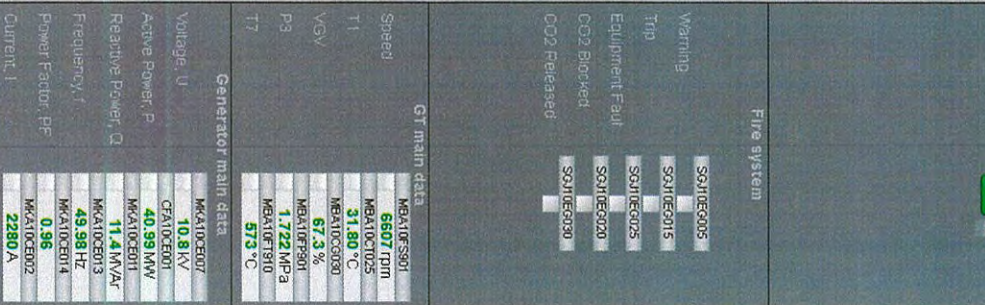 Fire system
SGJ10EG005
Warning
SGJ10EG015
Trip
SGJ10EG025
Equipment Fault
SGJ10EG020
CO2 Blocked
SGJ10EG030
CO2 Released
GT main data
MBA10FS901
Speed 6607 rpm
MBA10CT025
T1 31.80 °C
MBA10CG030
VGV 67.3 %
MBA10FP901
P3 1.722 MPa
MBA10FT910
T7 573 °C
Generator main data
MKA10CE007
Voltage, U 10.8 kV
CFA10CE001
Active Power, P 40.99 MW
MKA10CE011
Reactive Power, Q 11.4 MVAr
MKA10CE013
Frequency, f 49.98 Hz
MKA10CE014
Power Factor, PF 0.96
MKA10CE002
Current, I 2280 A